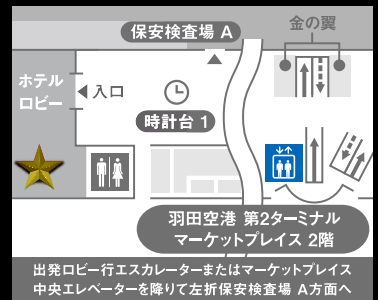 保安検査場 A
金の翼
ホテル
ロビー
入口
時計台 1
羽田空港 第2ターミナル
マーケットプレイス 2階
出発ロビー行エスカレーターまたはマーケットプレイス
中央エレベーターを降りて左折保安検査場 A方面へ